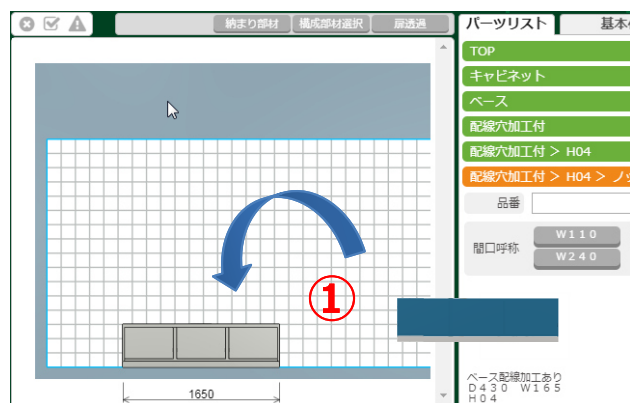 納まり部材 構成部材選択 扉透過
パーツリスト 基本
TOP
キャビネット
ベース
配線穴加工付
配線穴加工付 ＞ H04
配線穴加工付 ＞ H04 ＞ ノッ
品番
間口呼称
W110
W240
①
1650
ベース配線加工あり
D430 W165
H04